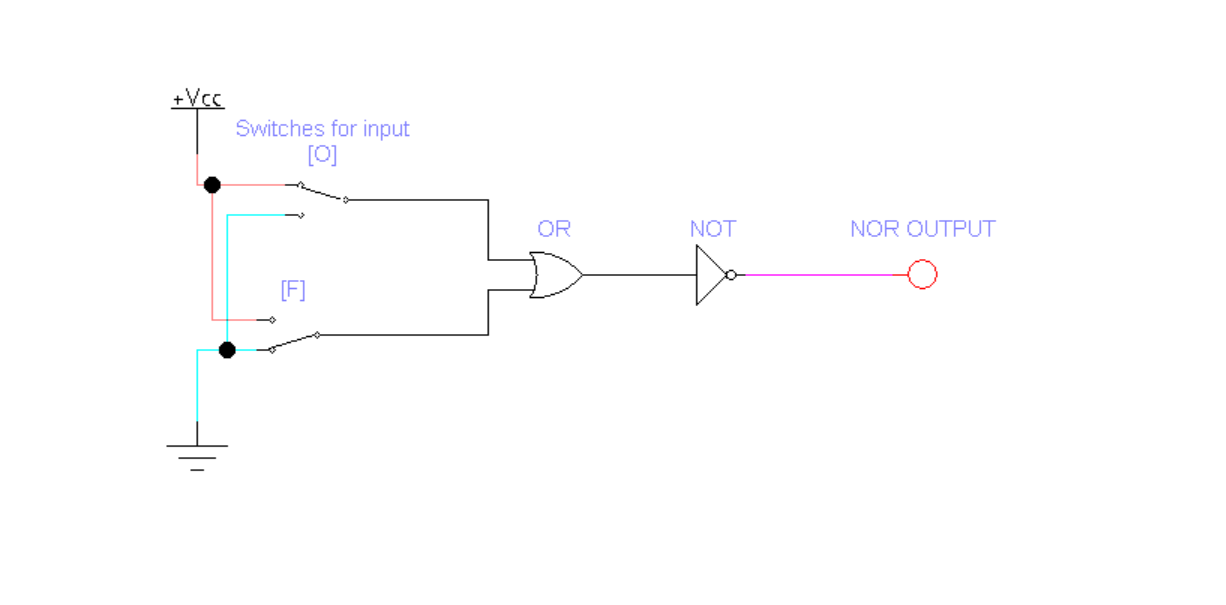 +Vcc
Switches for input
[O]
OR
NOT
NOR OUTPUT
[F]